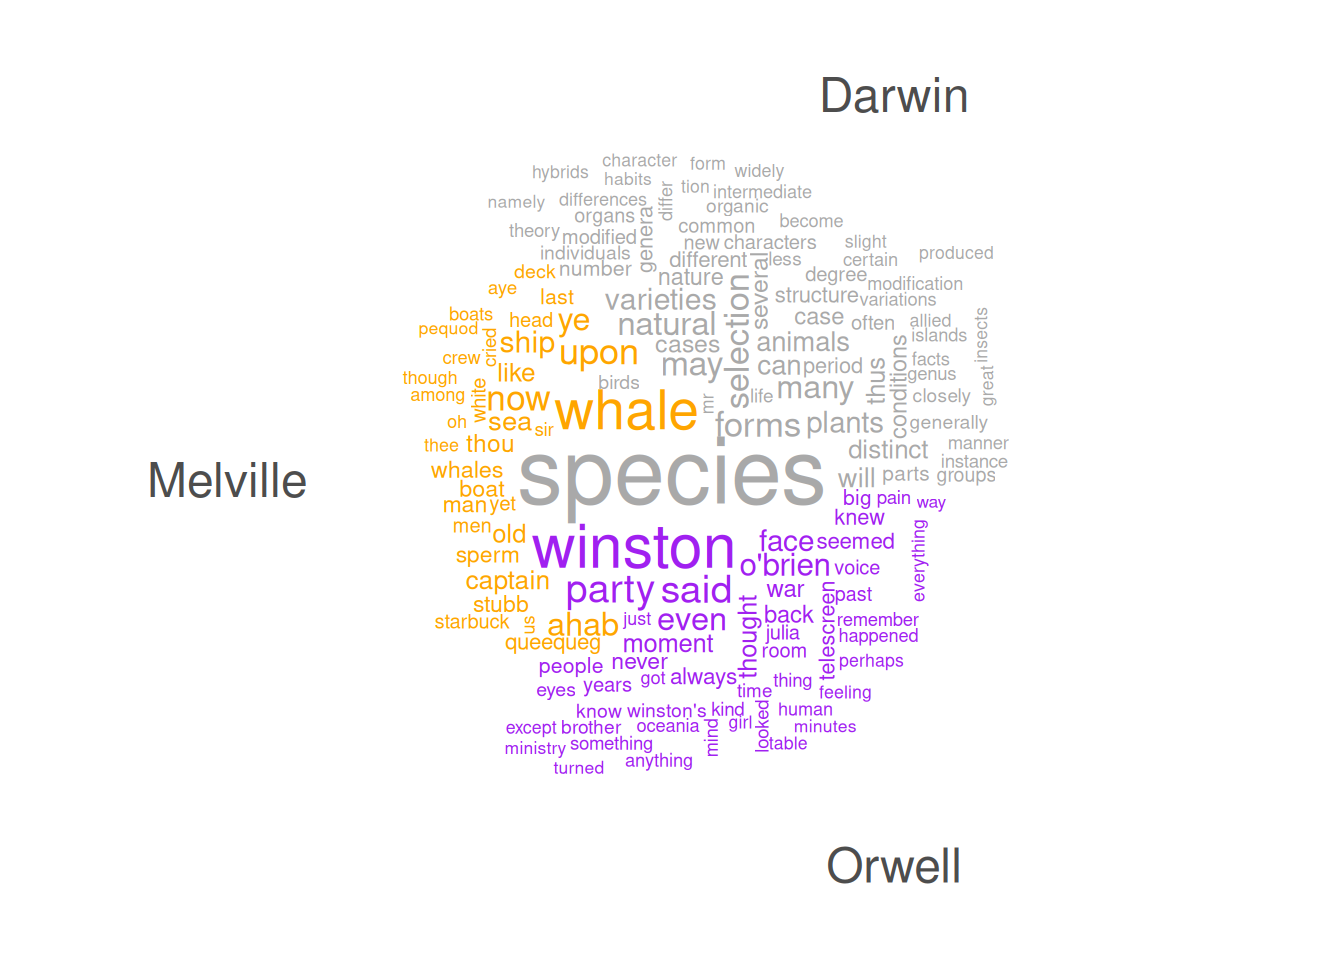 Darwin
character form widely
hybrids habits
tion intermediate
namely differences differ organic
organs genera common become
theory modified new characters slight
individuals different less certain produced
deck number nature several degree modification
aye last varieties selection structure variations
boats head ye natural case often allied
pequod cried ship upon cases animals islands insects
crew may can period thus conditions facts
though like birds life many genus great
among white now whale mr closely
oh sea sir forms plants generally
thee thou distinct manner
whales species will parts instance
Melville
boat groups
man yet big pain way
men old winston face knew
sperm seemed everything
captain party said o'brien voice
stubb war past
starbuck us ahab just even thought back telescreen remember
queequeg moment julia happened
people never room perhaps
eyes years got always thing
time feeling
know winston's kind looked human
except brother oceania mind girl minutes
ministry something table
turned anything
Orwell